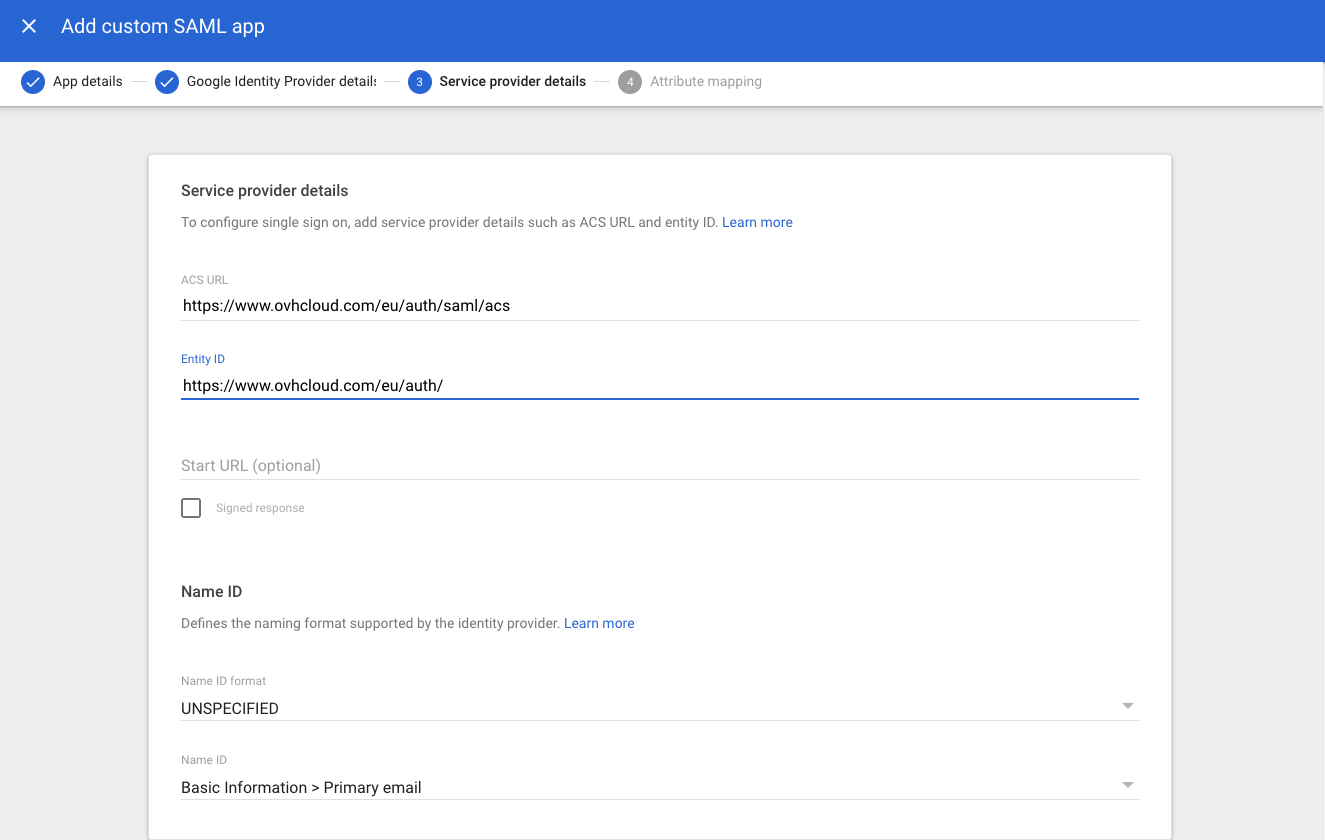 Add custom SAML app
App details
Google Identity Provider details
3 Service provider details
4 Attribute mapping
Service provider details
To configure single sign on, add service provider details such as ACS URL and entity ID. Learn more
ACS URL
https://www.ovhcloud.com/eu/auth/saml/acs
Entity ID
https://www.ovhcloud.com/eu/auth/
Start URL (optional)
Signed response
Name ID
Defines the naming format supported by the identity provider. Learn more
Name ID format
UNSPECIFIED
Name ID
Basic Information > Primary email